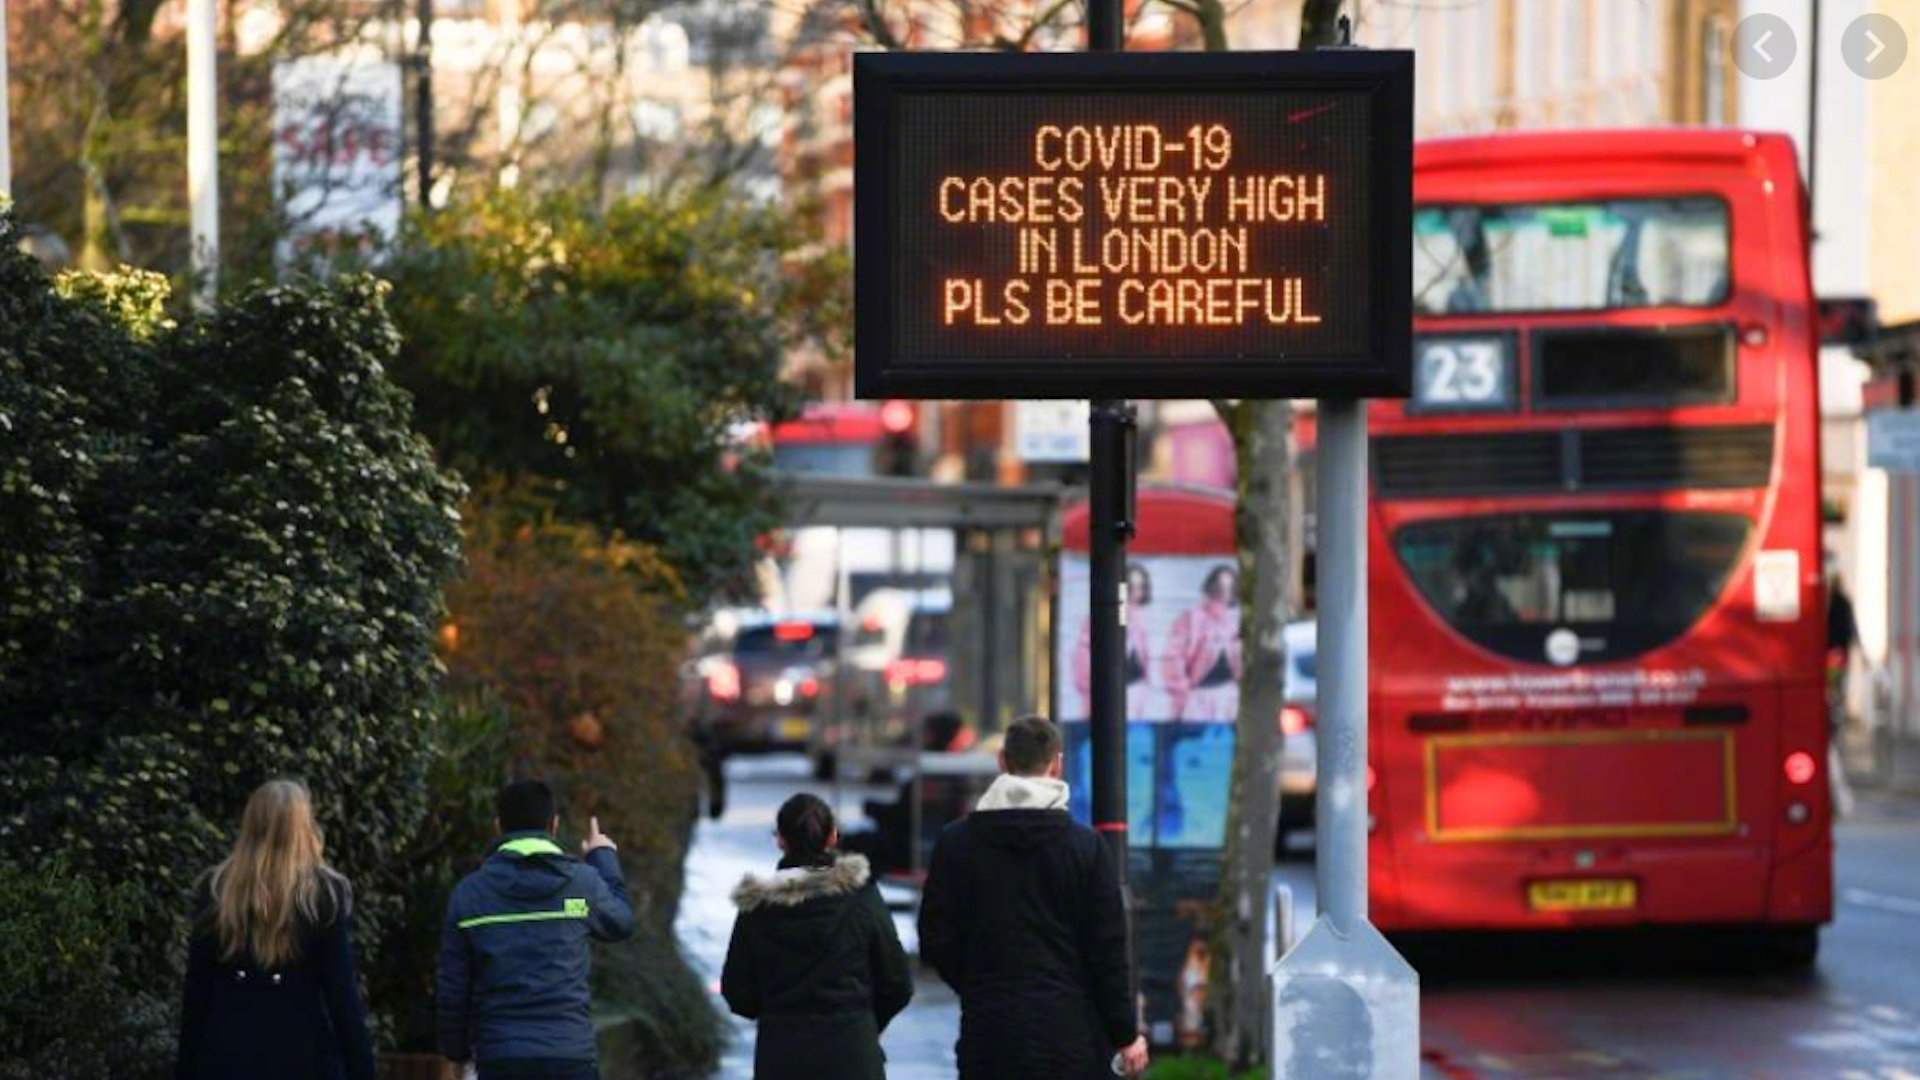 COVID-19
CASES VERY HIGH
IN LONDON
PLS BE CAREFUL
23